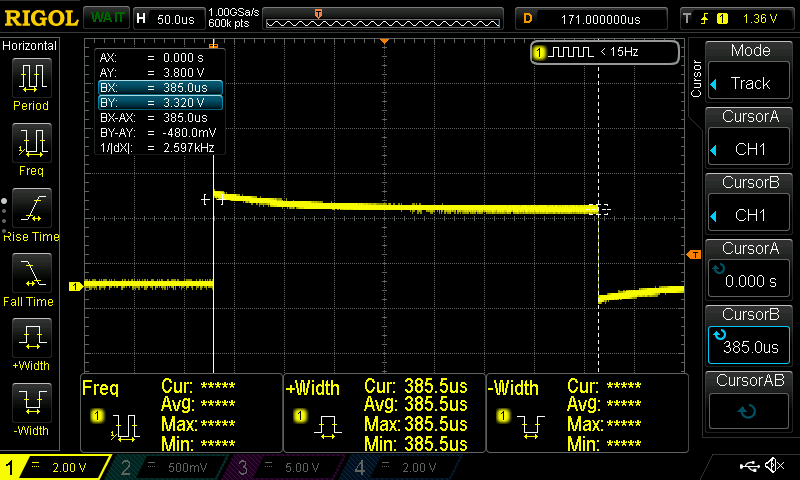 RIGOL WAIT H 50.0us 1.00GSa/s 600k pts D 171.000000us T 1 1.36 V
Horizontal
Period
Freq
Rise Time
Fall Time
+Width
-Width
AX: = 0.000 s
AY: = 3.800 V
BX: = 385.0us
BY: = 3.320 V
BX-AX: = 385.0us
BY-AY: = -480.0mV
1/|dX|: = 2.597kHz
1 < 15Hz
T
1
T
Cursor
Mode
Track
CursorA
CH1
CursorB
CH1
CursorA
0.000 s
CursorB
385.0us
CursorAB
Freq Cur: *****
1 Avg: *****
Max: *****
Min: *****
+Width Cur: 385.5us
1 Avg: 385.5us
Max: 385.5us
Min: 385.5us
-Width Cur: *****
1 Avg: *****
Max: *****
Min: *****
1 = 2.00 V 2 = 500mV 3 = 5.00 V 4 = 2.00 V